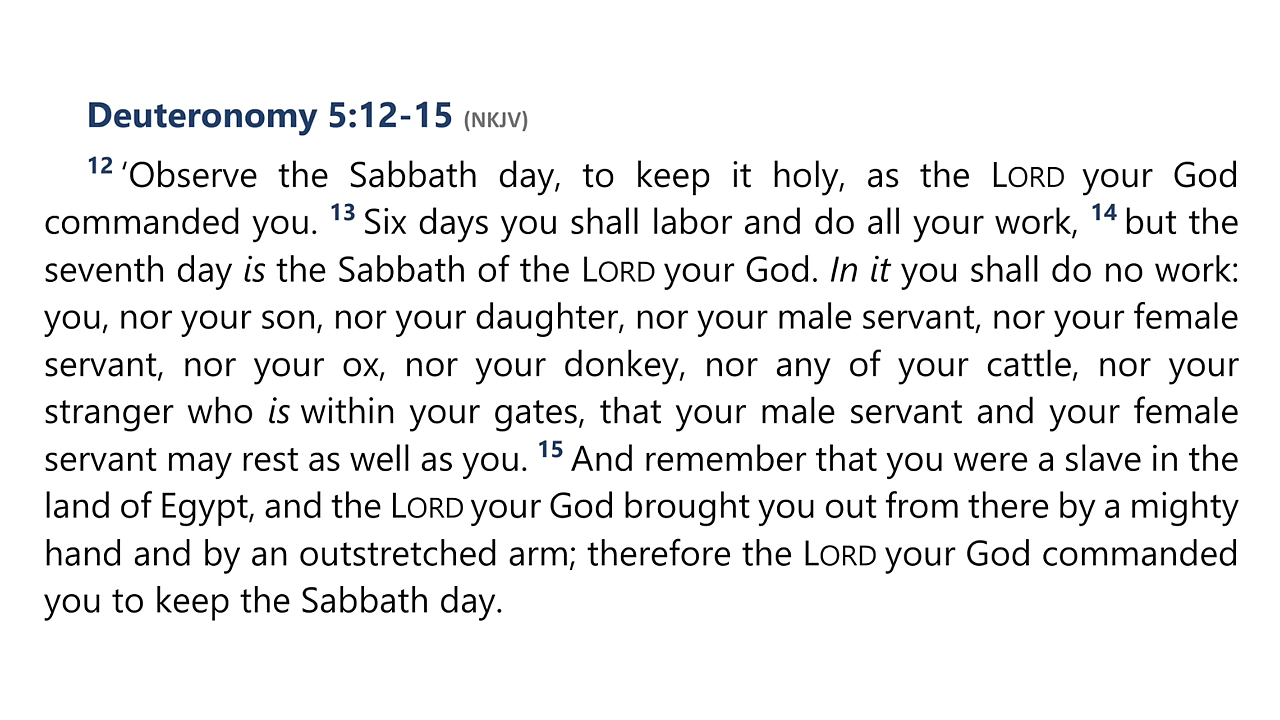 Deuteronomy 5:12-15 (NKJV)
12 ‘Observe the Sabbath day, to keep it holy, as the LORD your God
commanded you. 13 Six days you shall labor and do all your work, 14 but the
seventh day is the Sabbath of the LORD your God. In it you shall do no work:
you, nor your son, nor your daughter, nor your male servant, nor your female
servant, nor your ox, nor your donkey, nor any of your cattle, nor your
stranger who is within your gates, that your male servant and your female
servant may rest as well as you. 15 And remember that you were a slave in the
land of Egypt, and the LORD your God brought you out from there by a mighty
hand and by an outstretched arm; therefore the LORD your God commanded
you to keep the Sabbath day.